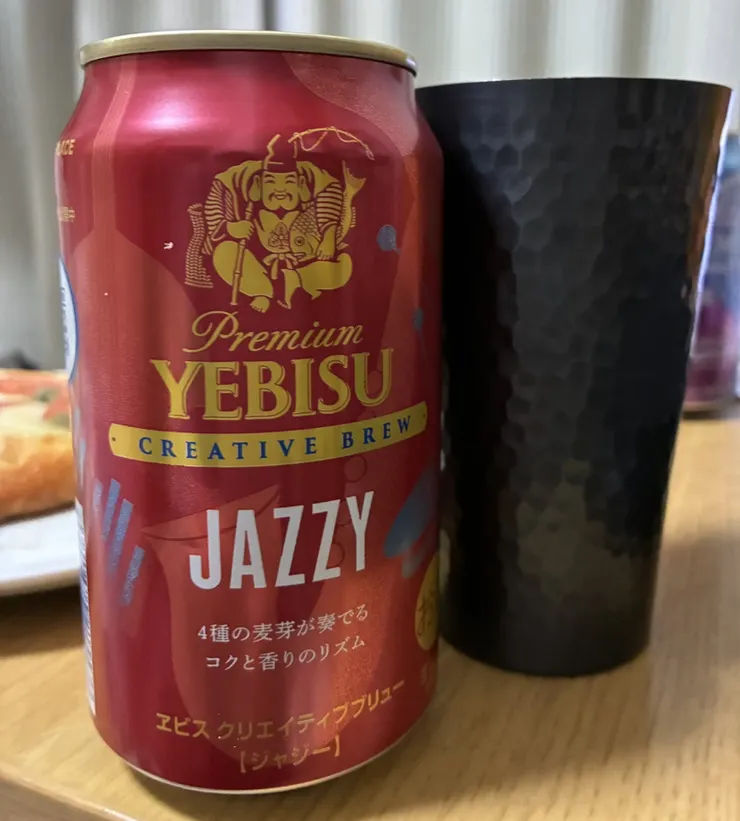 Premium
YEBISU
CREATIVE BREW
JAZZY
4種の麦芽が奏でる
コクと香りのリズム
ヱビス クリエイティブブリュー
［ジャジー］